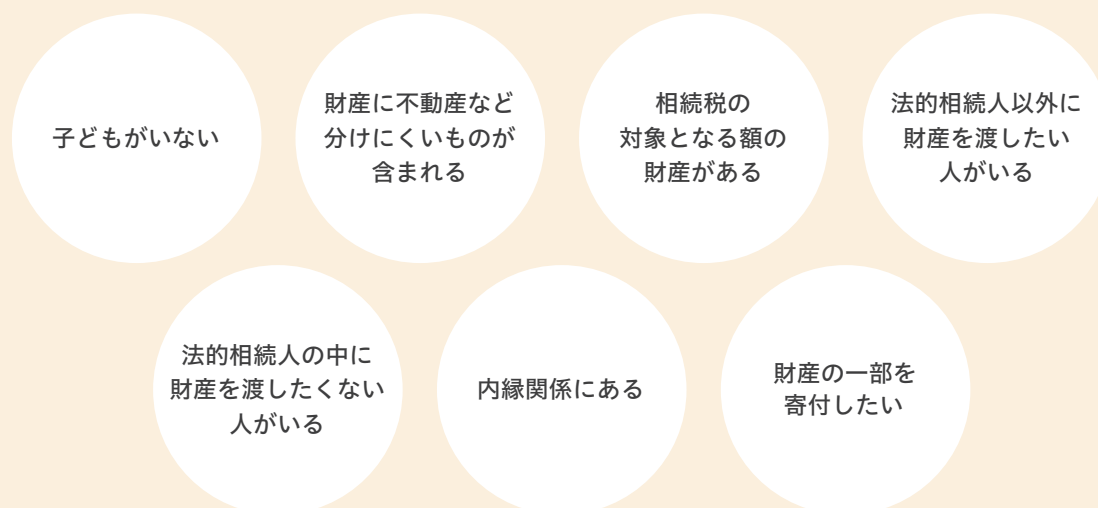 子どもがいない
財産に不動産など
分けにくいものが
含まれる
相続税の
対象となる額の
財産がある
法的相続人以外に
財産を渡したい
人がいる
法的相続人の中に
財産を渡したくない
人がいる
内縁関係にある
財産の一部を
寄付したい